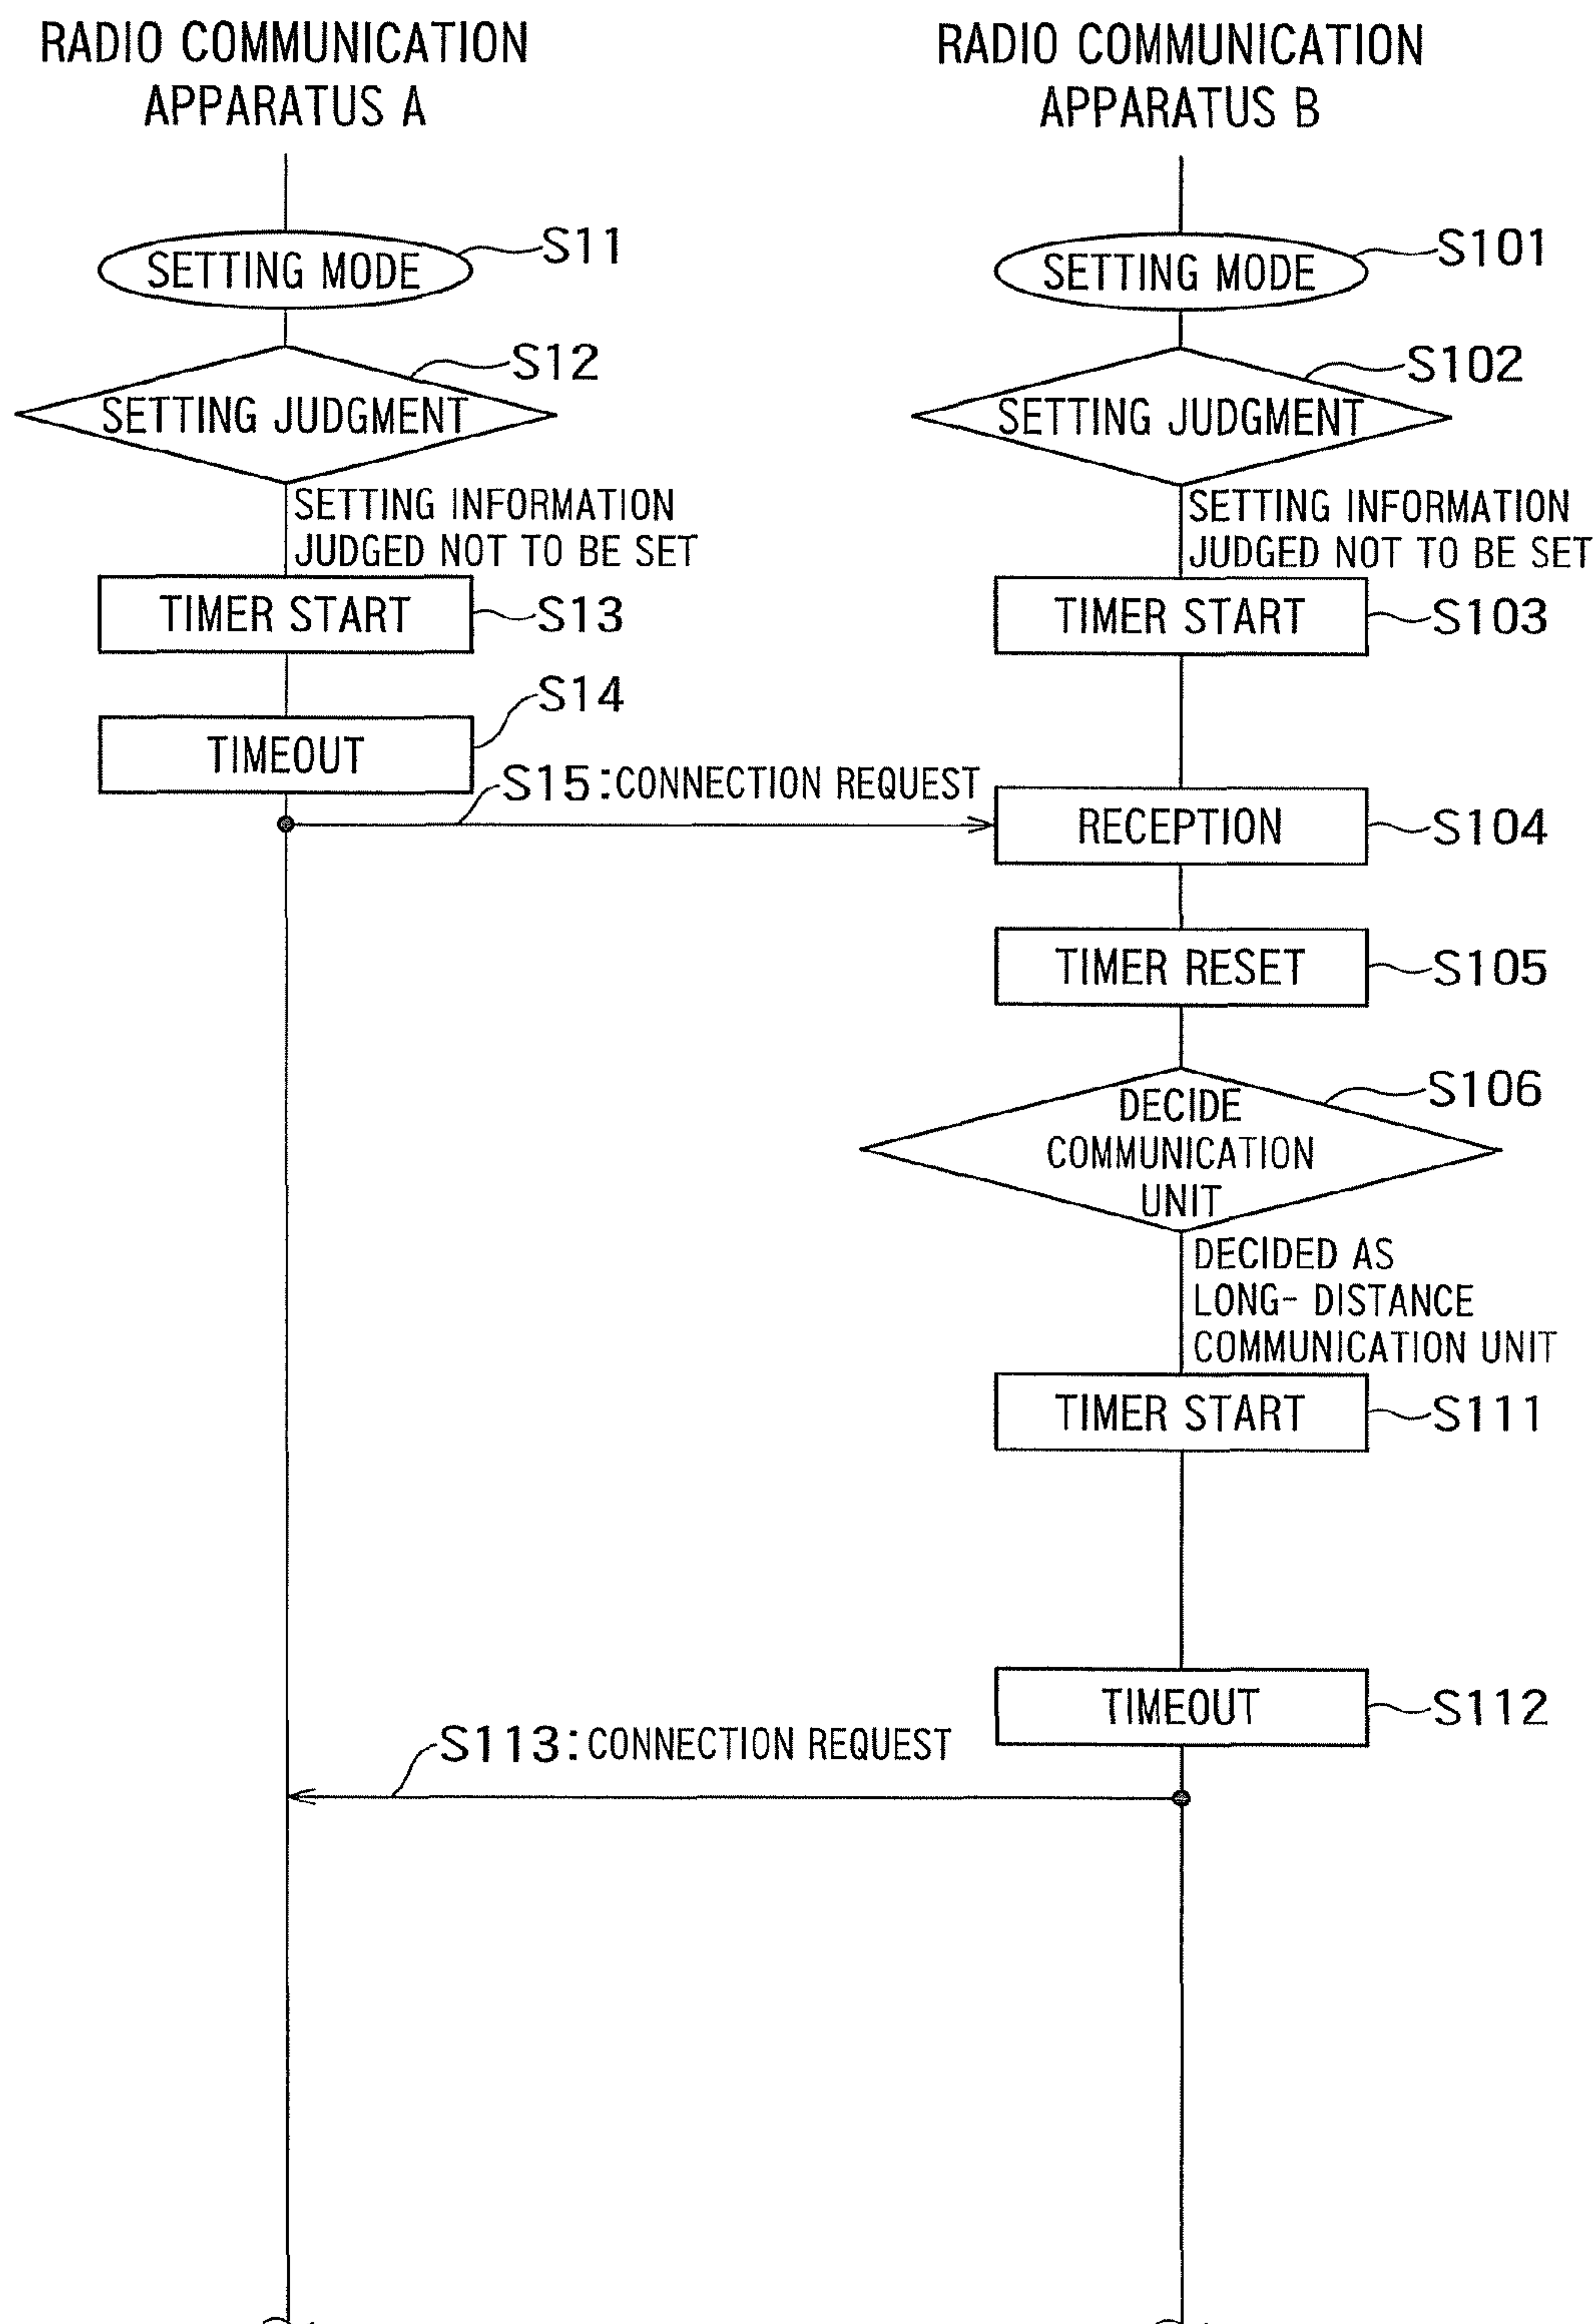 RADIO COMMUNICATION
APPARATUS A
RADIO COMMUNICATION
APPARATUS B
SETTING MODE
S11
SETTING MODE
S101
SETTING JUDGMENT
S12
SETTING JUDGMENT
S102
SETTING INFORMATION
JUDGED NOT TO BE SET
SETTING INFORMATION
JUDGED NOT TO BE SET
TIMER START
S13
TIMER START
S103
S14
TIMEOUT
S15:CONNECTION REQUEST
RECEPTION
S104
TIMER RESET
S105
DECIDE
COMMUNICATION
UNIT
S106
DECIDED AS
LONG- DISTANCE
COMMUNICATION UNIT
TIMER START
S111
TIMEOUT
S112
S113:CONNECTION REQUEST